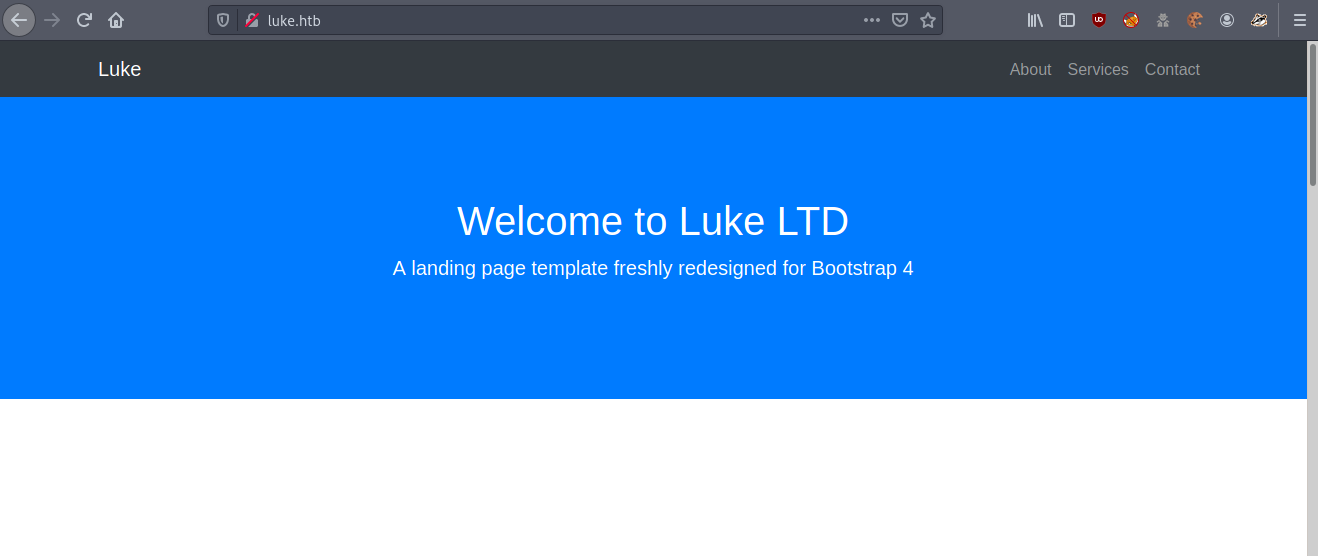 luke.htb
Luke
About Services Contact
Welcome to Luke LTD
A landing page template freshly redesigned for Bootstrap 4